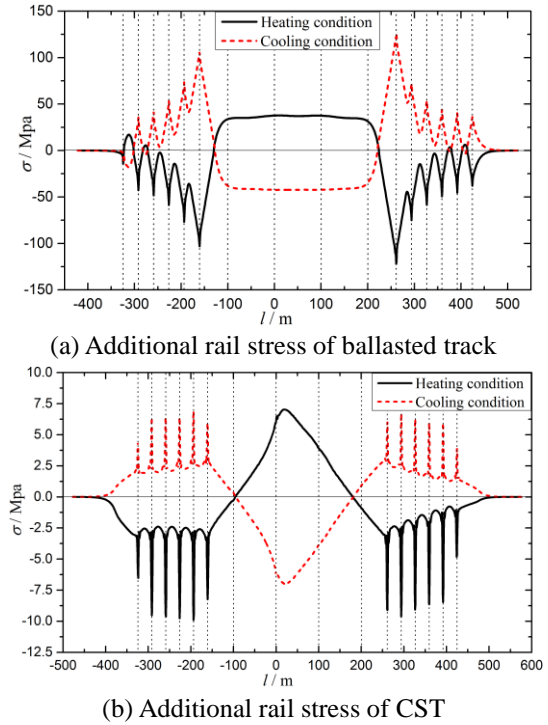 150
100
50
0
-50
-100
-150
σ / Mpa
Heating condition
Cooling condition
-400 -300 -200 -100 0 100 200 300 400 500
l / m
(a) Additional rail stress of ballasted track
10.0
7.5
5.0
2.5
0.0
-2.5
-5.0
-7.5
-10.0
-12.5
σ / Mpa
Heating condition
Cooling condition
-500 -400 -300 -200 -100 0 100 200 300 400 500 600
l / m
(b) Additional rail stress of CST